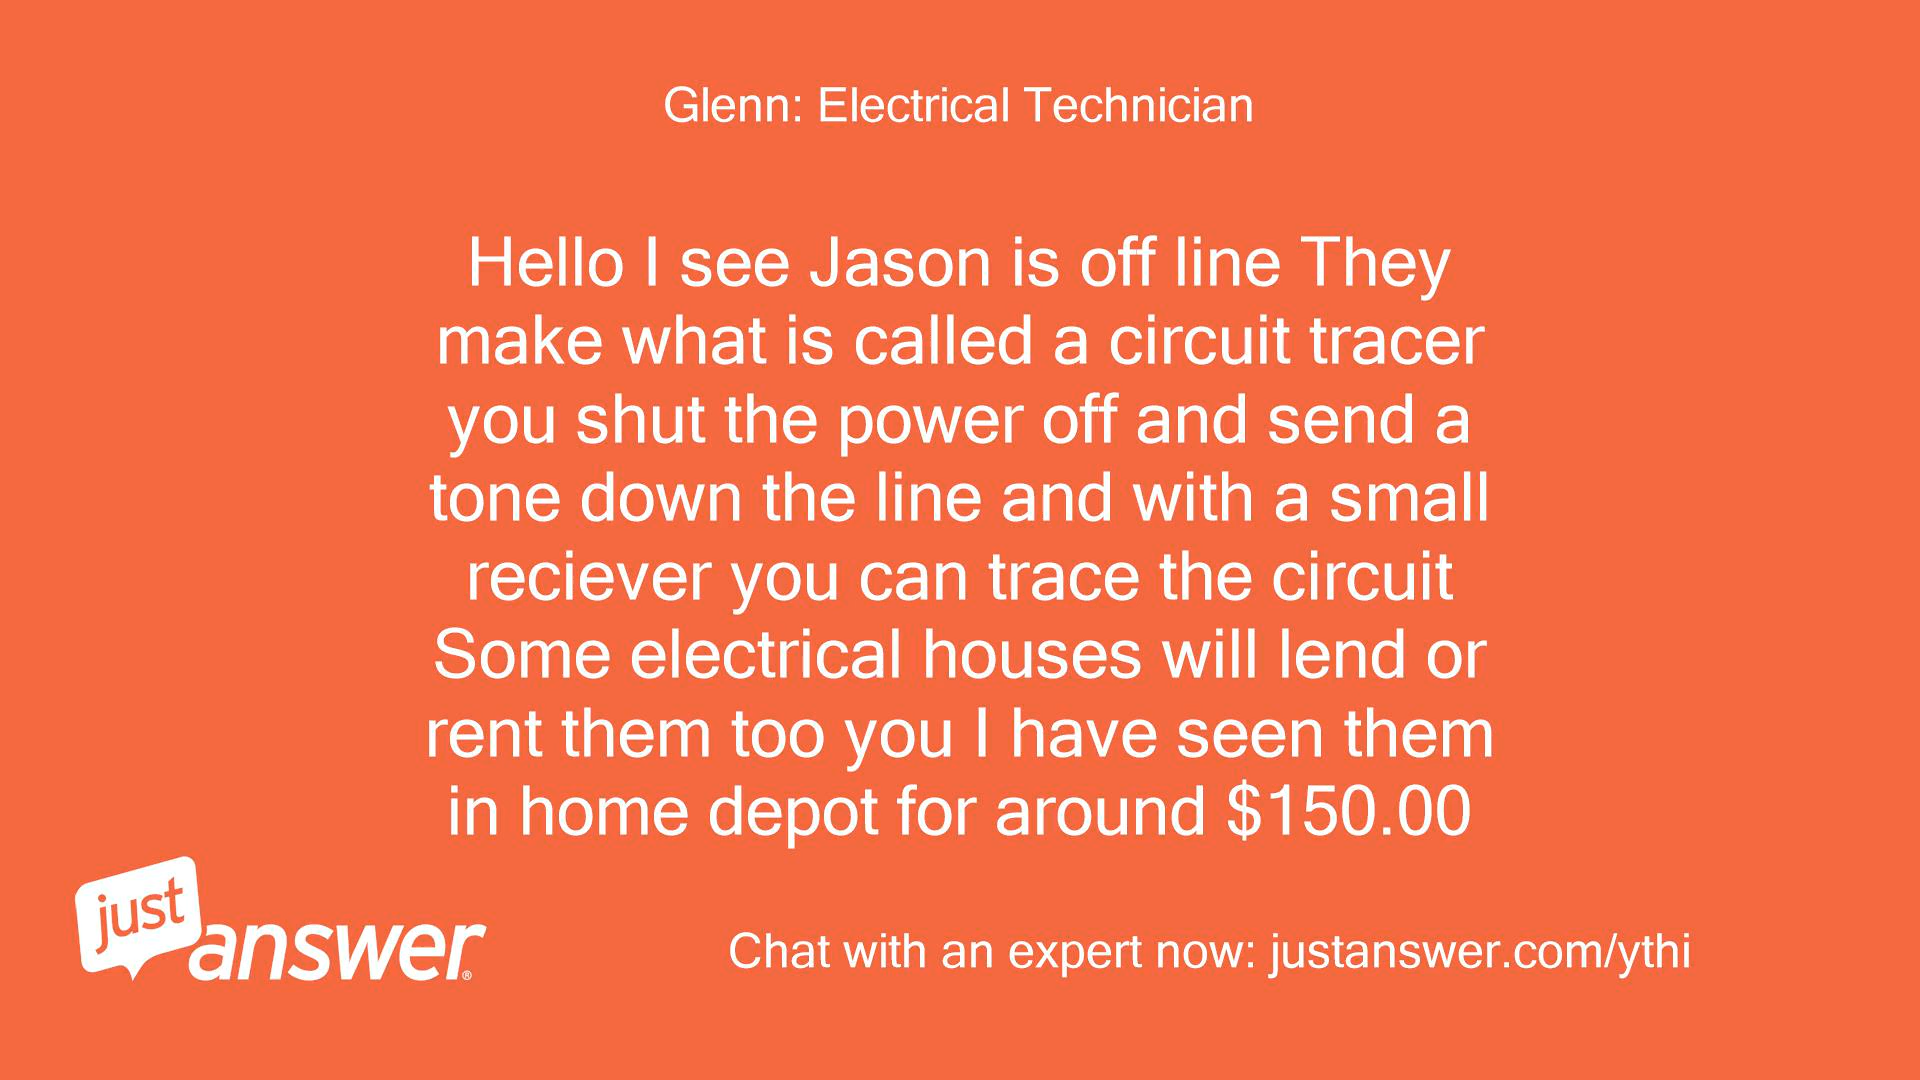 Glenn: Electrical Technician
Hello I see Jason is off line They
make what is called a circuit tracer
you shut the power off and send a
tone down the line and with a small
reciever you can trace the circuit
Some electrical houses will lend or
rent them too you I have seen them
in home depot for around $150.00
just
answer®
Chat with an expert now: justanswer.com/ythi